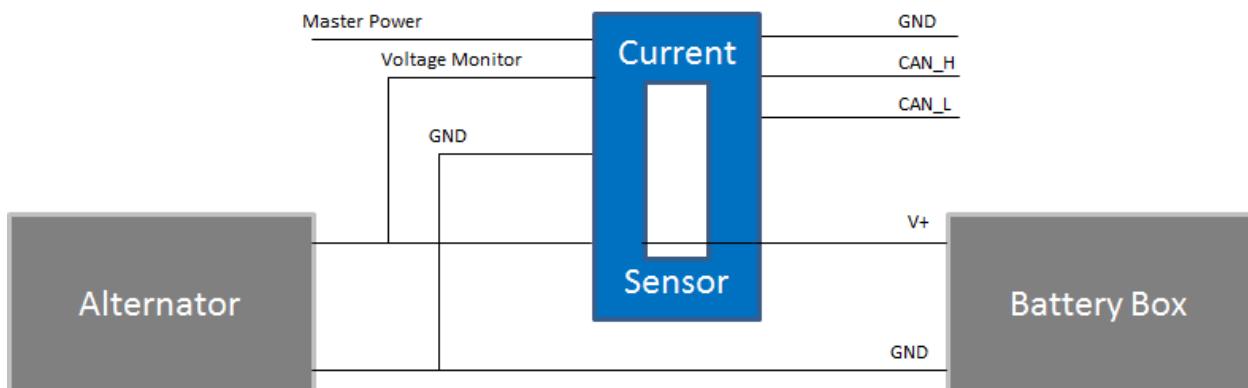 Master Power
Voltage Monitor
GND
Current
Sensor
GND
CAN_H
CAN_L
V+
GND
Alternator
Battery Box